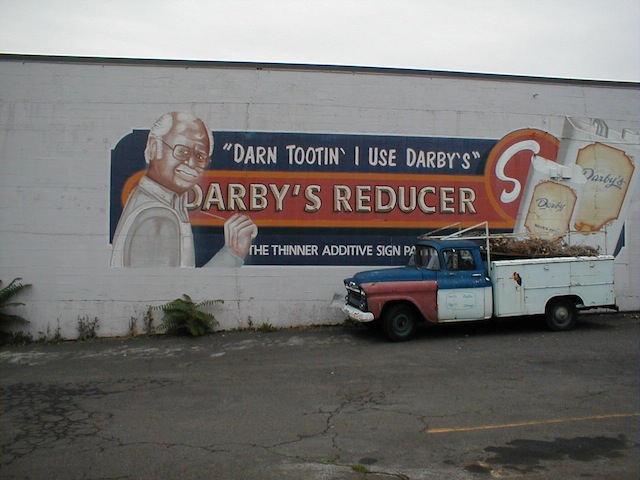 "DARN TOOTIN' I USE DARBY'S"
DARBY'S REDUCER
THE THINNER ADDITIVE SIGN PA
S
Darby
Darby's